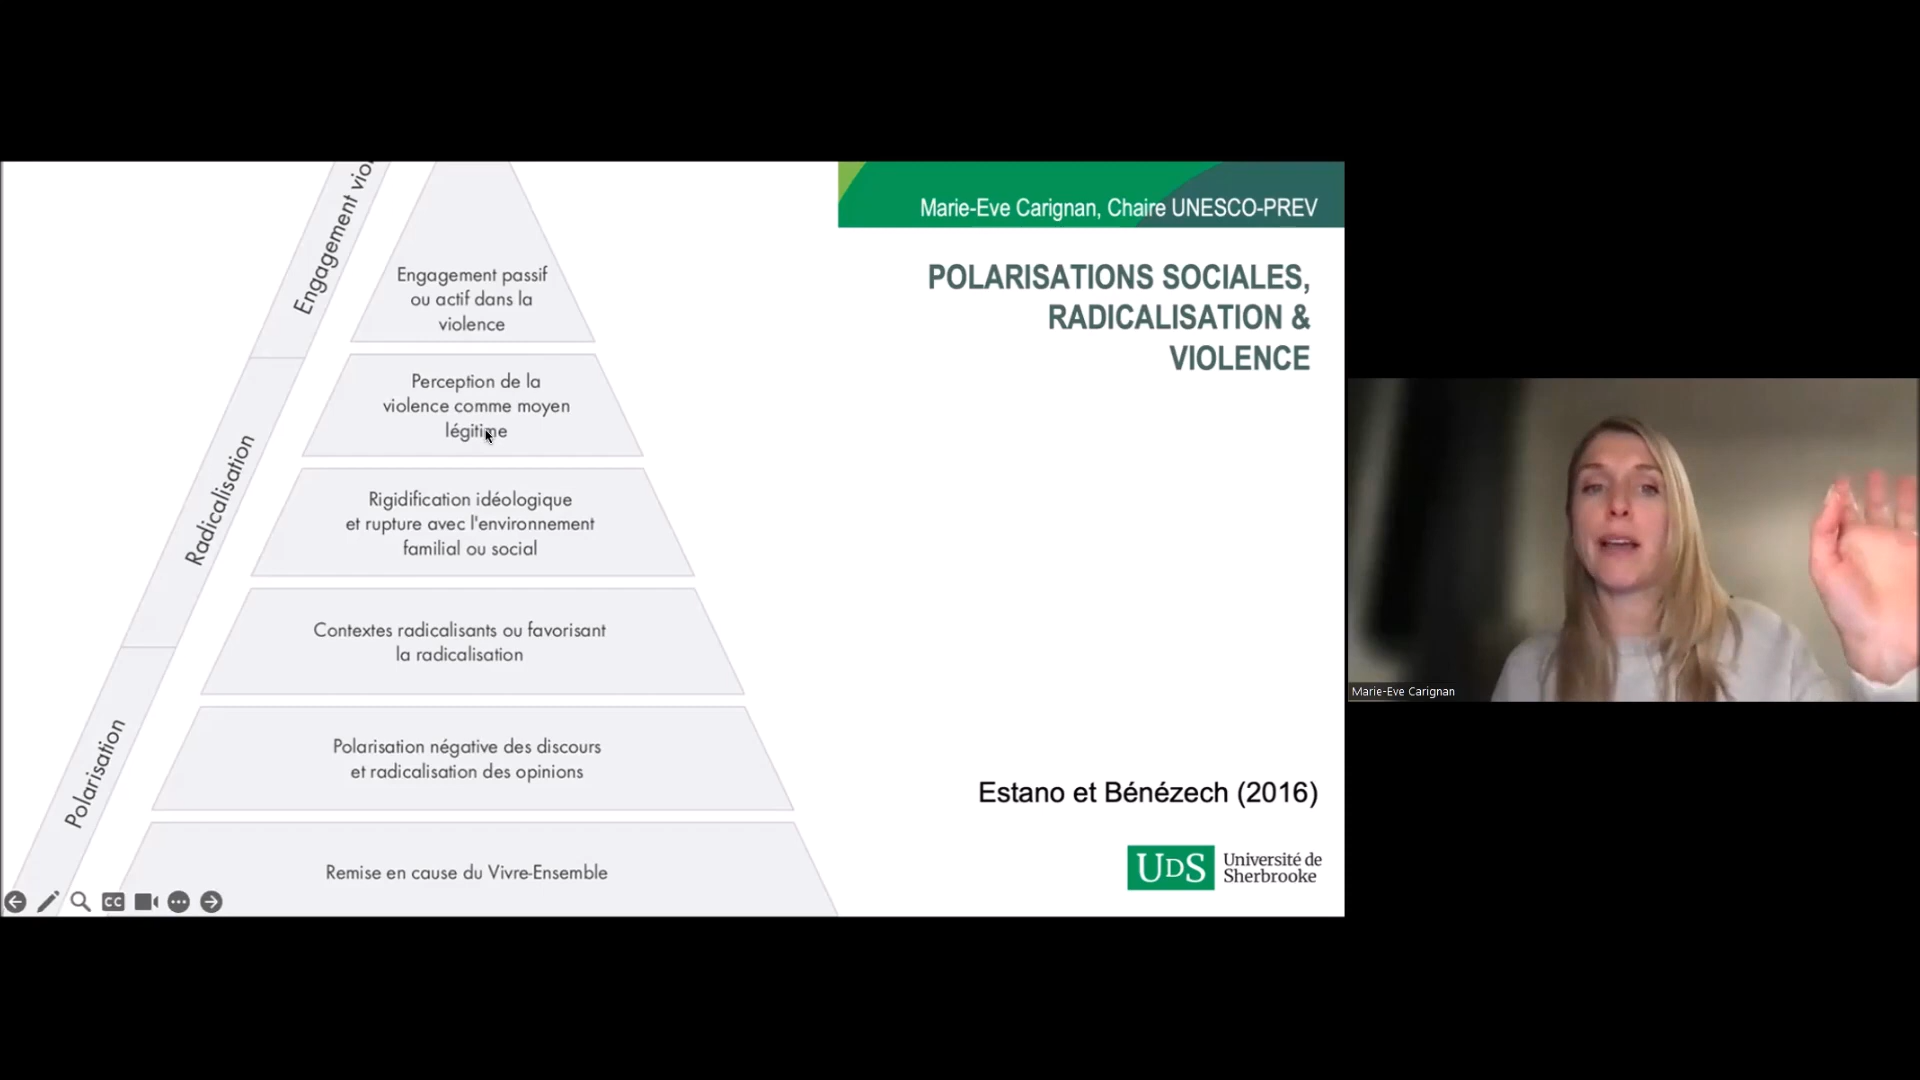 Engagement vio
Radicalisation
Polarisation
Engagement passif
ou actif dans la
violence
Perception de la
violence comme moyen
légitime
Rigidification idéologique
et rupture avec l'environnement
familial ou social
Contextes radicalisants ou favorisant
la radicalisation
Polarisation négative des discours
et radicalisation des opinions
Remise en cause du Vivre-Ensemble
CC
Marie-Eve Carignan, Chaire UNESCO-PREV
POLARISATIONS SOCIALES,
RADICALISATION &
VIOLENCE
Estano et Bénézech (2016)
UDS
Université de
Sherbrooke
Marie-Eve Carignan